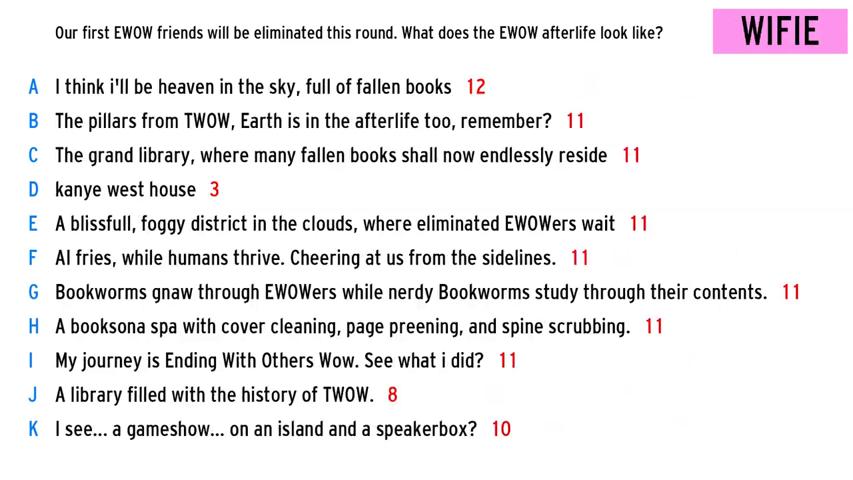 Our first EWOW friends will be eliminated this round. What does the EWOW afterlife look like?
WIFIE
A I think i'll be heaven in the sky, full of fallen books 12
B The pillars from TWOW, Earth is in the afterlife too, remember? 11
C The grand library, where many fallen books shall now endlessly reside 11
D kanye west house 3
E A blissfull, foggy district in the clouds, where eliminated EWOWers wait 11
F AI fries, while humans thrive. Cheering at us from the sidelines. 11
G Bookworms gnaw through EWOWers while nerdy Bookworms study through their contents. 11
H A booksona spa with cover cleaning, page preening, and spine scrubbing. 11
I My journey is Ending With Others Wow. See what i did? 11
J A library filled with the history of TWOW. 8
K I see... a gameshow... on an island and a speakerbox? 10